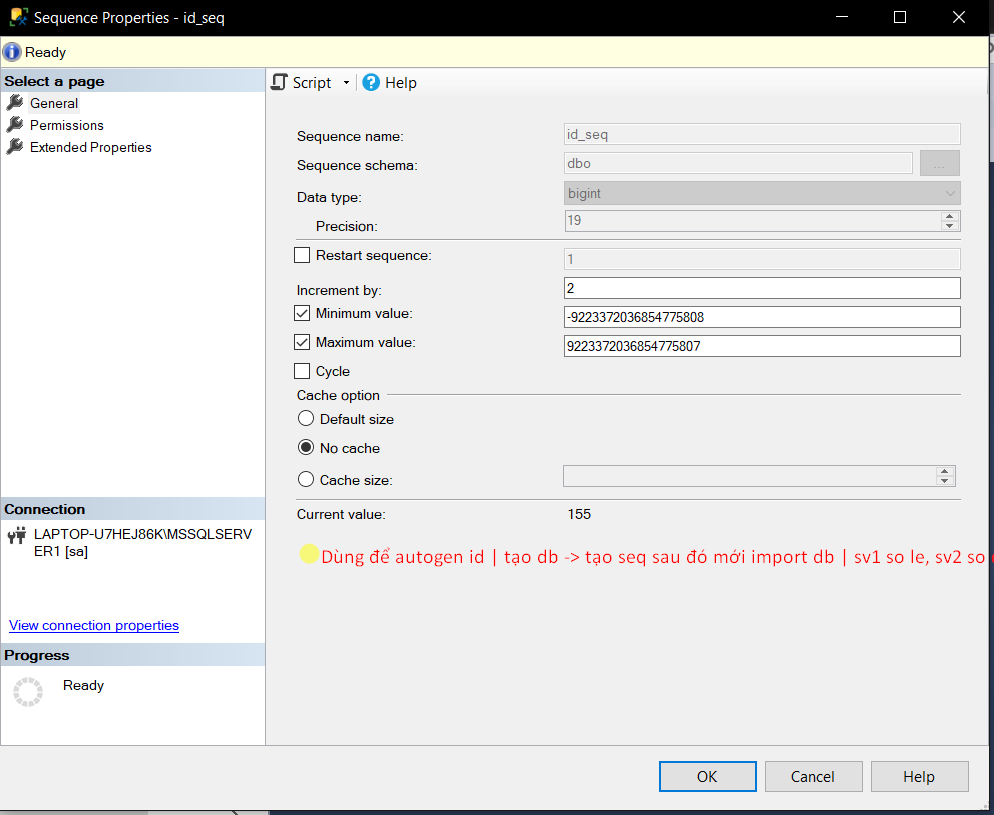 Sequence Properties - id_seq
Ready
Select a page
General
Permissions
Extended Properties
Script
Help
Sequence name:
id_seq
Sequence schema:
dbo
...
Data type:
bigint
Precision:
19
Restart sequence:
1
Increment by:
2
Minimum value:
-9223372036854775808
Maximum value:
9223372036854775807
Cycle
Cache option
Default size
No cache
Cache size:
Current value:
155
Dùng để autogen id | tạo db -> tạo seq sau đó mới import db | sv1 so le, sv2 so
Connection
LAPTOP-U7HEJ86K\MSSQLSERV
ER1 [sa]
View connection properties
Progress
Ready
OK
Cancel
Help